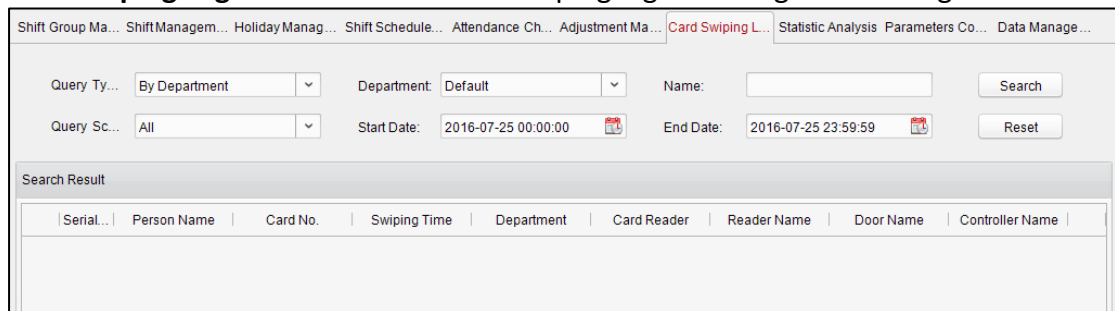 Shift Group Ma... Shift Managem... Holiday Manag... Shift Schedule... Attendance Ch... Adjustment Ma... Card Swiping L... Statistic Analysis Parameters Co... Data Manage...
Query Ty... By Department Department: Default Name: Search
Query Sc... All Start Date: 2016-07-25 00:00:00 End Date: 2016-07-25 23:59:59 Reset
Search Result
Serial... Person Name Card No. Swiping Time Department Card Reader Reader Name Door Name Controller Name